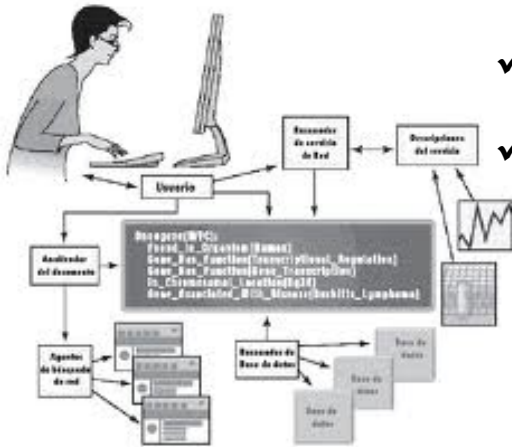 Buscador
de servicio
de Red
Descripciones
del servicio
Usuario
Oncogene(MYC):
Found_In_Organism(Human)
Gene_Has_Function(Transcriptional_Regulation)
Gene_Has_Function(Gene_Transcription)
In_Chromosomal_Location(8q24)
Gene_Associated_With_Disease(Burkitts_Lymphoma)
del documento
Agentes
de búsqueda
de red
Buscador de
Base de datos
Base de
datos
Base de
datos
Base de
datos